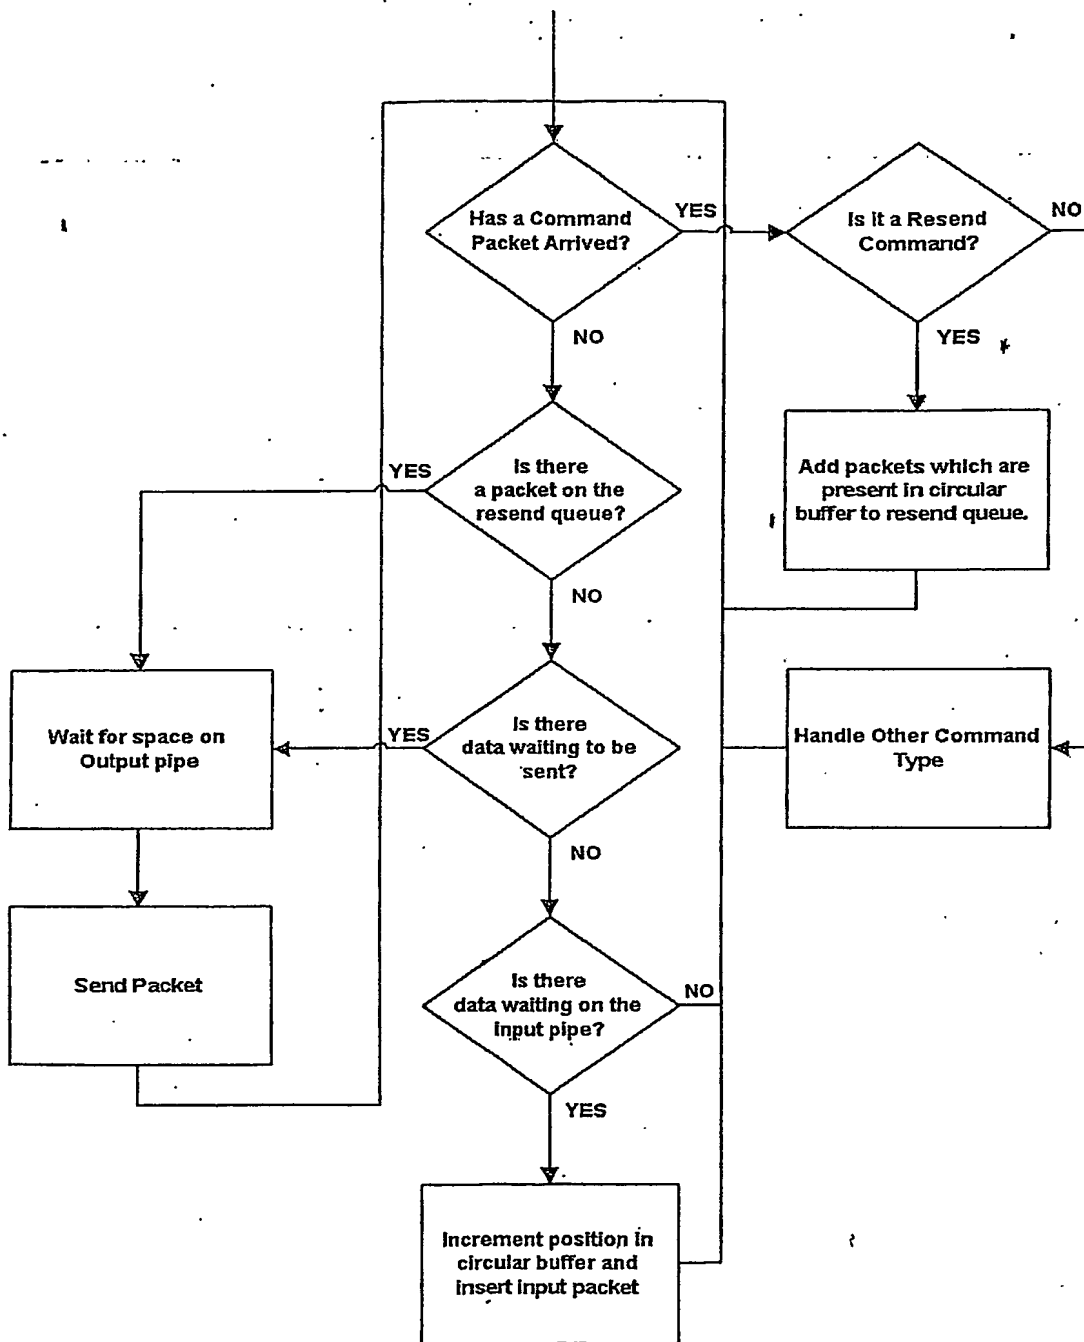 Has a Command
Packet Arrived?
YES
Is it a Resend
Command?
NO
NO
YES
YES
Is there
a packet on the
resend queue?
Add packets which are
present in circular
buffer to resend queue.
NO
Wait for space on
Output pipe
YES
Is there
data waiting to be
sent?
Handle Other Command
Type
NO
Send Packet
Is there
data waiting on the
input pipe?
NO
YES
Increment position in
circular buffer and
insert input packet